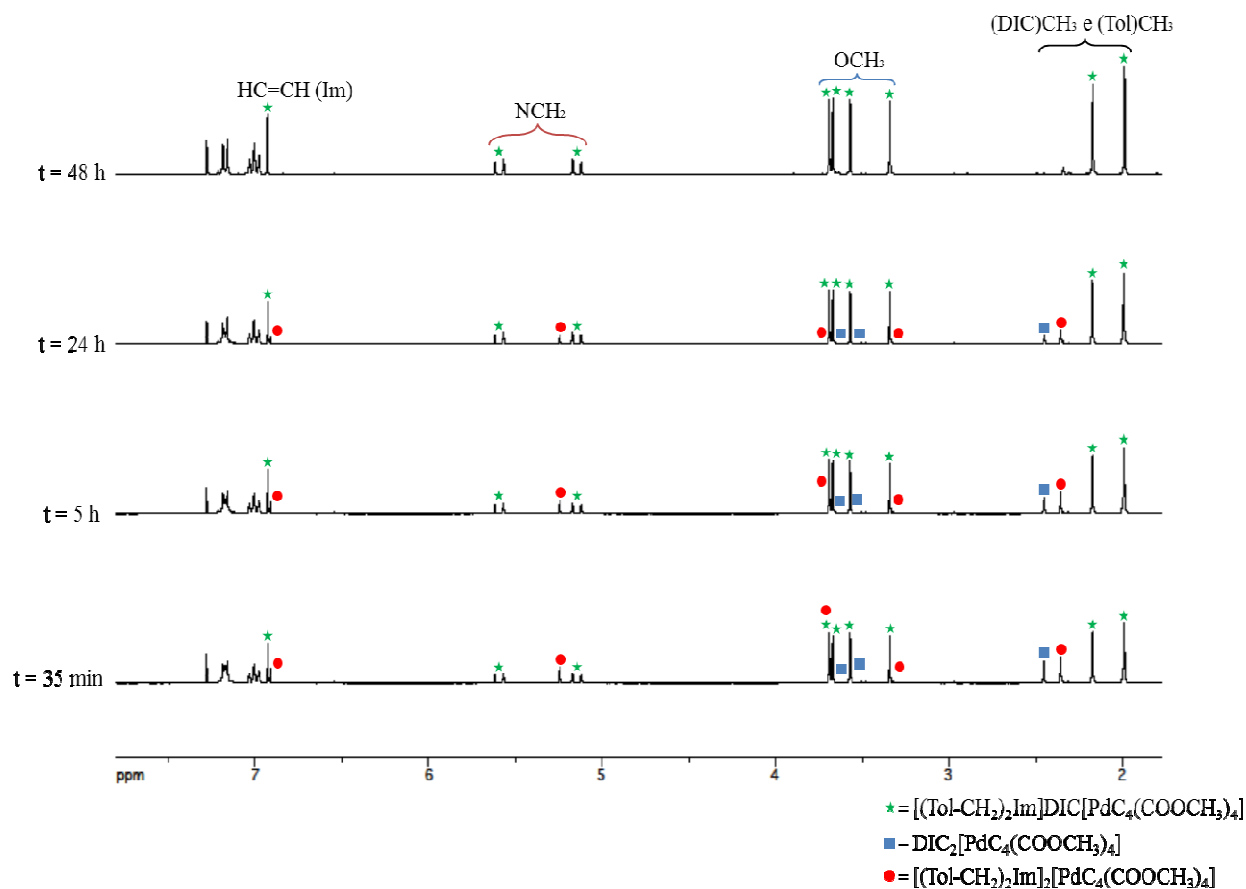 (DIC)CH₃ e (Tol)CH₃
OCH₃
HC=CH (Im)
NCH₂
t = 48 h
t = 24 h
t = 5 h
t = 35 min
ppm 7 6 5 4 3 2
★ = [(Tol-CH₂)₂Im]DIC[PdC₄(COOCH₃)₄]
■ – DIC₂[PdC₄(COOCH₃)₄]
● = [(Tol-CH₂)₂Im]₂[PdC₄(COOCH₃)₄]